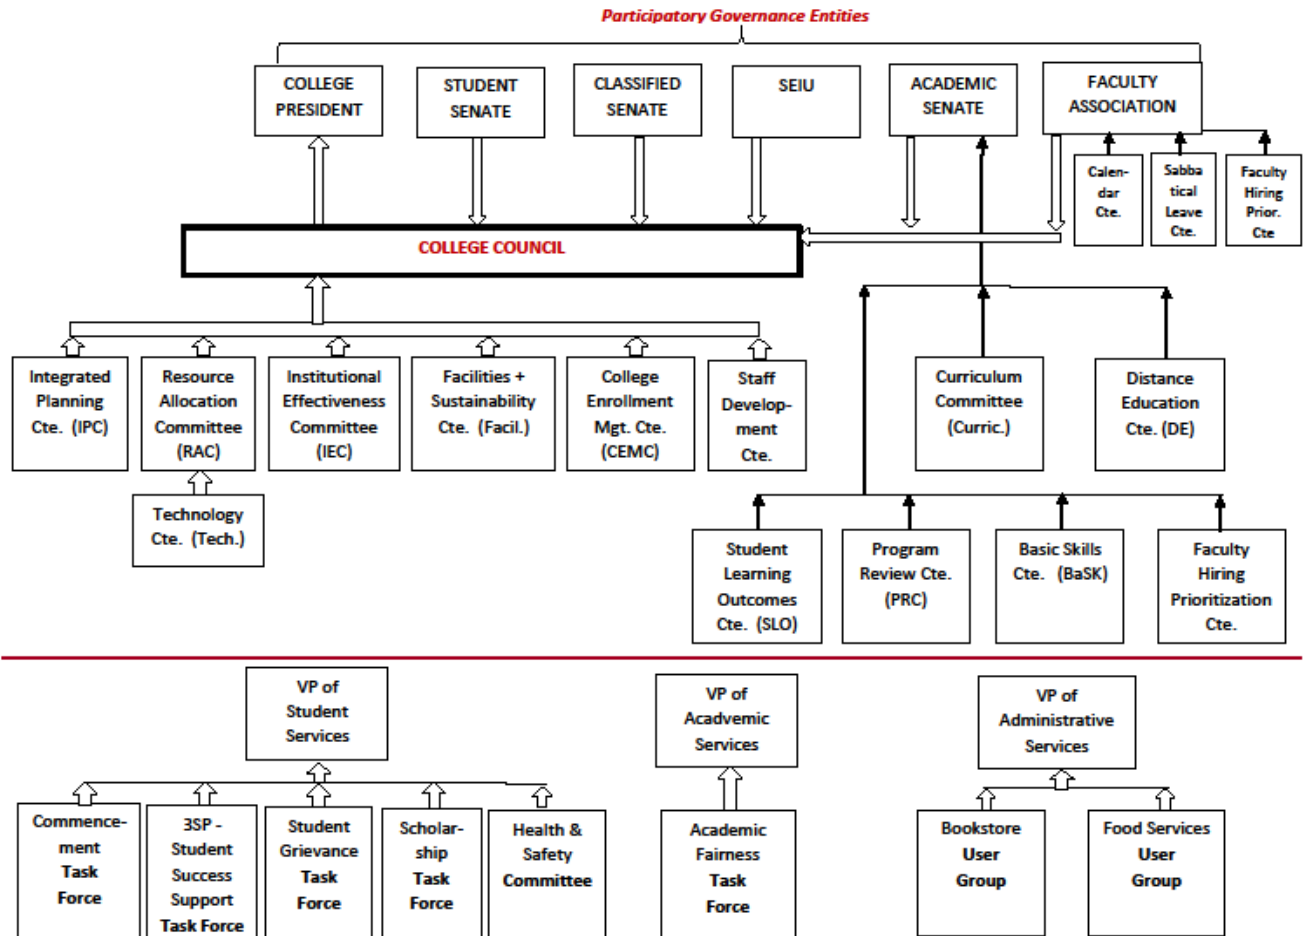 Participatory Governance Entities
COLLEGE
PRESIDENT
STUDENT
SENATE
CLASSIFIED
SENATE
SEIU
ACADEMIC
SENATE
FACULTY
ASSOCIATION
Calen-
dar
Cte.
Sabba
tical
Leave
Cte.
Faculty
Hiring
Prior.
Cte
COLLEGE COUNCIL
Integrated
Planning
Cte. (IPC)
Resource
Allocation
Committee
(RAC)
Institutional
Effectiveness
Committee
(IEC)
Facilities +
Sustainability
Cte. (Facil.)
College
Enrollment
Mgt. Cte.
(CEMC)
Staff
Develop-
ment
Cte.
Curriculum
Committee
(Curric.)
Distance
Education
Cte. (DE)
Technology
Cte. (Tech.)
Student
Learning
Outcomes
Cte. (SLO)
Program
Review Cte.
(PRC)
Basic Skills
Cte. (BaSK)
Faculty
Hiring
Prioritization
Cte.
VP of
Student
Services
VP of
Acadvemic
Services
VP of
Administrative
Services
Commence-
ment
Task
Force
3SP -
Student
Success
Support
Task Force
Student
Grievance
Task
Force
Scholar-
ship
Task
Force
Health &
Safety
Committee
Academic
Fairness
Task
Force
Bookstore
User
Group
Food Services
User
Group